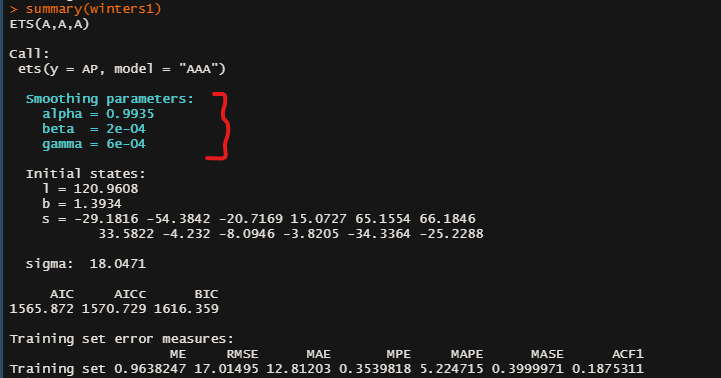 > summary(winters1)
ETS(A,A,A)
Call:
ets(y = AP, model = "AAA")
Smoothing parameters:
alpha = 0.9935
beta  = 2e-04
gamma = 6e-04
Initial states:
l = 120.9608
b = 1.3934
s = -29.1816 -54.3842 -20.7169 15.0727 65.1554 66.1846
33.5822 -4.232 -8.0946 -3.8205 -34.3364 -25.2288
sigma:  18.0471
AIC     AICc      BIC
1565.872 1570.729 1616.359
Training set error measures:
ME     RMSE      MAE       MPE     MAPE      MASE      ACF1
Training set 0.9638247 17.01495 12.81203 0.3539818 5.224715 0.3999971 0.1875311